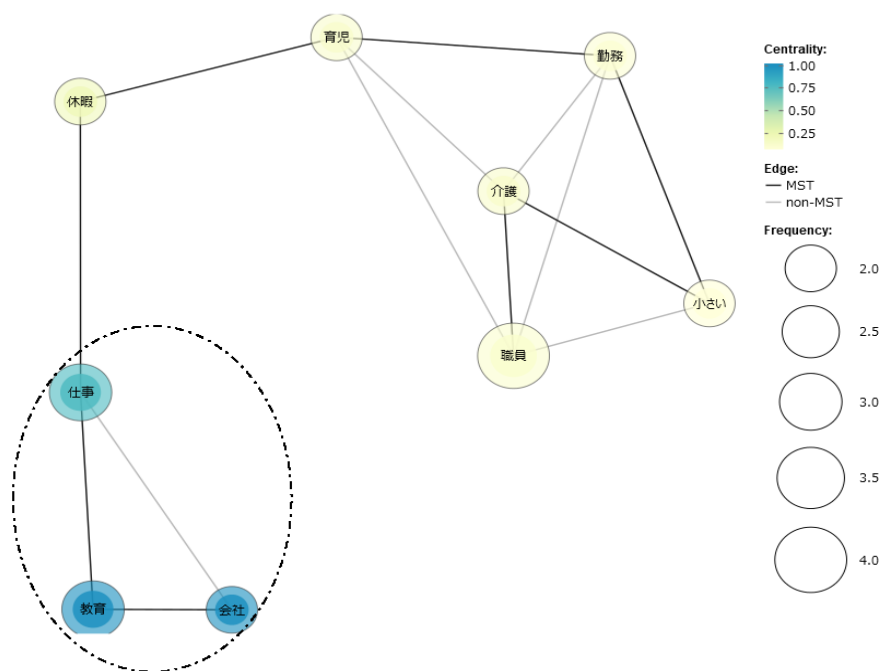 育児
勤務
休暇
介護
小さい
職員
仕事
教育
会社
Centrality:
1.00
0.75
0.50
0.25
Edge:
MST
non-MST
Frequency:
2.0
2.5
3.0
3.5
4.0